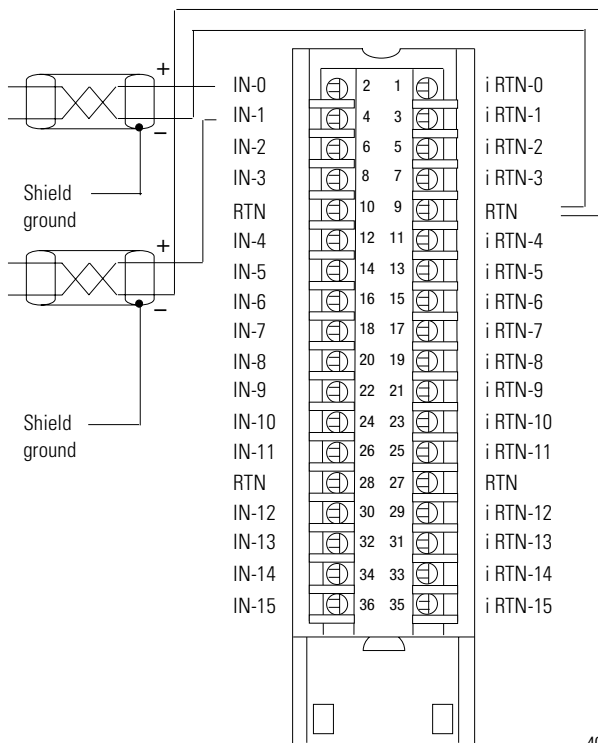 +
IN-0 2 1 i RTN-0
IN-1 4 3 i RTN-1
–
IN-2 6 5 i RTN-2
IN-3 8 7 i RTN-3
Shield
ground
RTN 10 9 RTN
IN-4 12 11 i RTN-4
+
IN-5 14 13 i RTN-5
IN-6 16 15 i RTN-6
–
IN-7 18 17 i RTN-7
IN-8 20 19 i RTN-8
IN-9 22 21 i RTN-9
Shield
ground
IN-10 24 23 i RTN-10
IN-11 26 25 i RTN-11
RTN 28 27 RTN
IN-12 30 29 i RTN-12
IN-13 32 31 i RTN-13
IN-14 34 33 i RTN-14
IN-15 36 35 i RTN-15